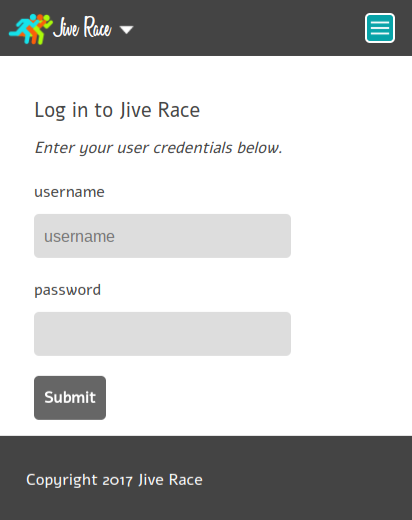 Jive Race
Log in to Jive Race
Enter your user credentials below.
username
username
password
Submit
Copyright 2017 Jive Race